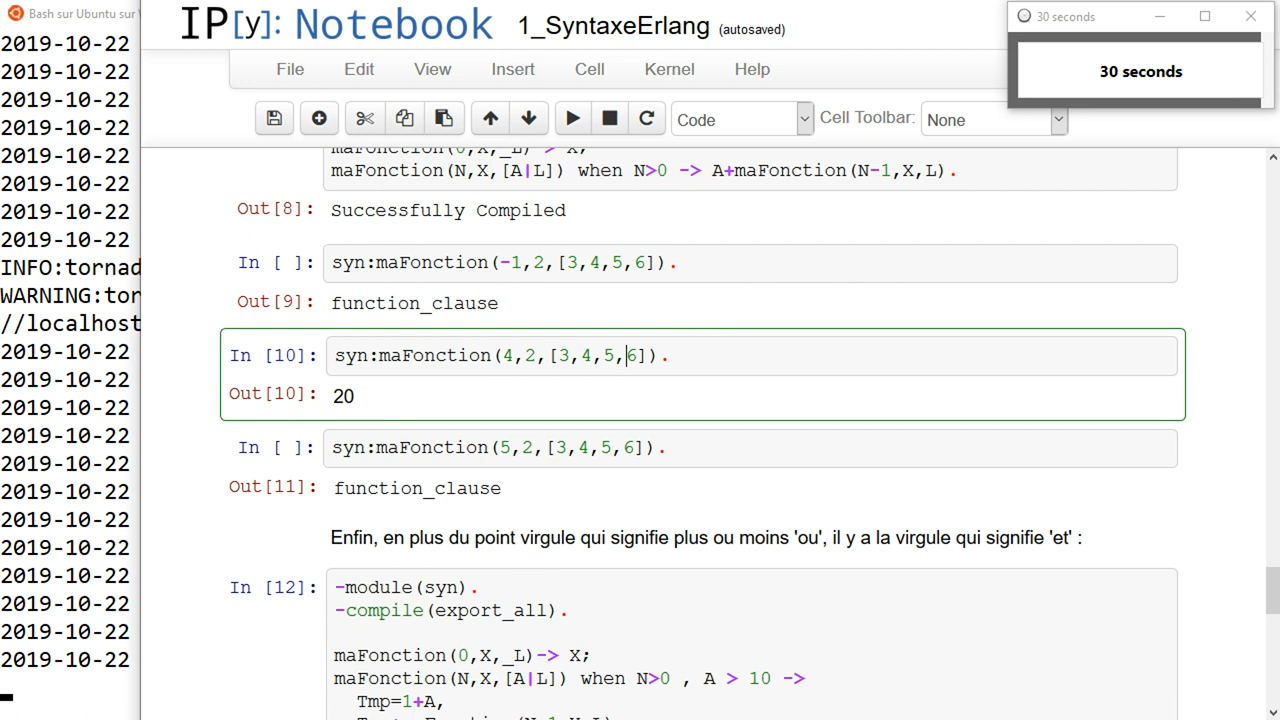 Bash sur Ubuntu sur
2019-10-22
2019-10-22
2019-10-22
2019-10-22
2019-10-22
2019-10-22
2019-10-22
2019-10-22
INFO:tornad
WARNING:tor
//localhost
2019-10-22
2019-10-22
2019-10-22
2019-10-22
2019-10-22
2019-10-22
2019-10-22
2019-10-22
2019-10-22
2019-10-22
2019-10-22
2019-10-22
IP[y]: Notebook 1_SyntaxeErlang (autosaved)
30 seconds
30 seconds
File Edit View Insert Cell Kernel Help
Code Cell Toolbar: None
maFonction(0,X,_L) > X;
maFonction(N,X,[A|L]) when N>0 -> A+maFonction(N-1,X,L).
Out[8]: Successfully Compiled
In [ ]: syn:maFonction(-1,2,[3,4,5,6]).
Out[9]: function_clause
In [10]: syn:maFonction(4,2,[3,4,5,6]).
Out[10]: 20
In [ ]: syn:maFonction(5,2,[3,4,5,6]).
Out[11]: function_clause
Enfin, en plus du point virgule qui signifie plus ou moins 'ou', il y a la virgule qui signifie 'et' :
In [12]: -module(syn).
-compile(export_all).
maFonction(0,X,_L)-> X;
maFonction(N,X,[A|L]) when N>0 , A > 10 ->
Tmp=1+A,